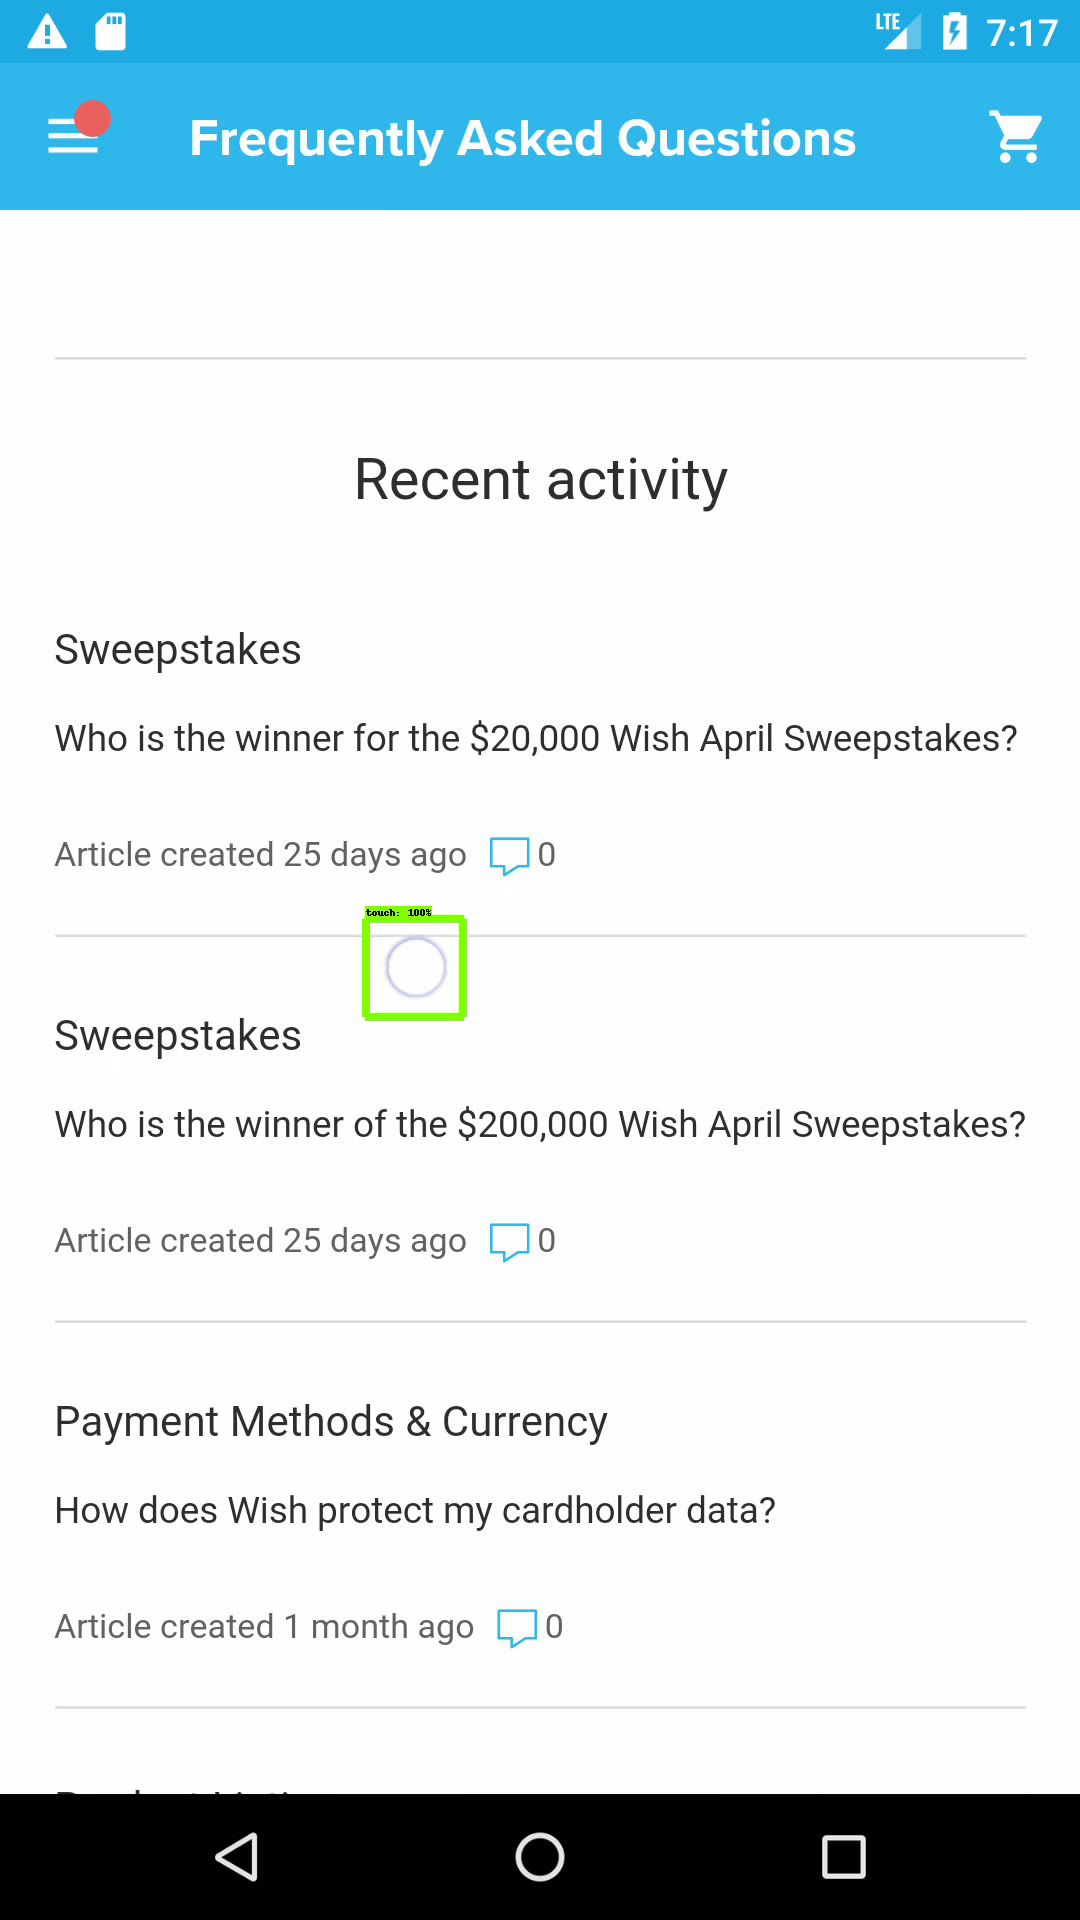 LTE 7:17
Frequently Asked Questions
Recent activity
Sweepstakes
Who is the winner for the $20,000 Wish April Sweepstakes?
Article created 25 days ago 0
touch: 100%
Sweepstakes
Who is the winner of the $200,000 Wish April Sweepstakes?
Article created 25 days ago 0
Payment Methods & Currency
How does Wish protect my cardholder data?
Article created 1 month ago 0